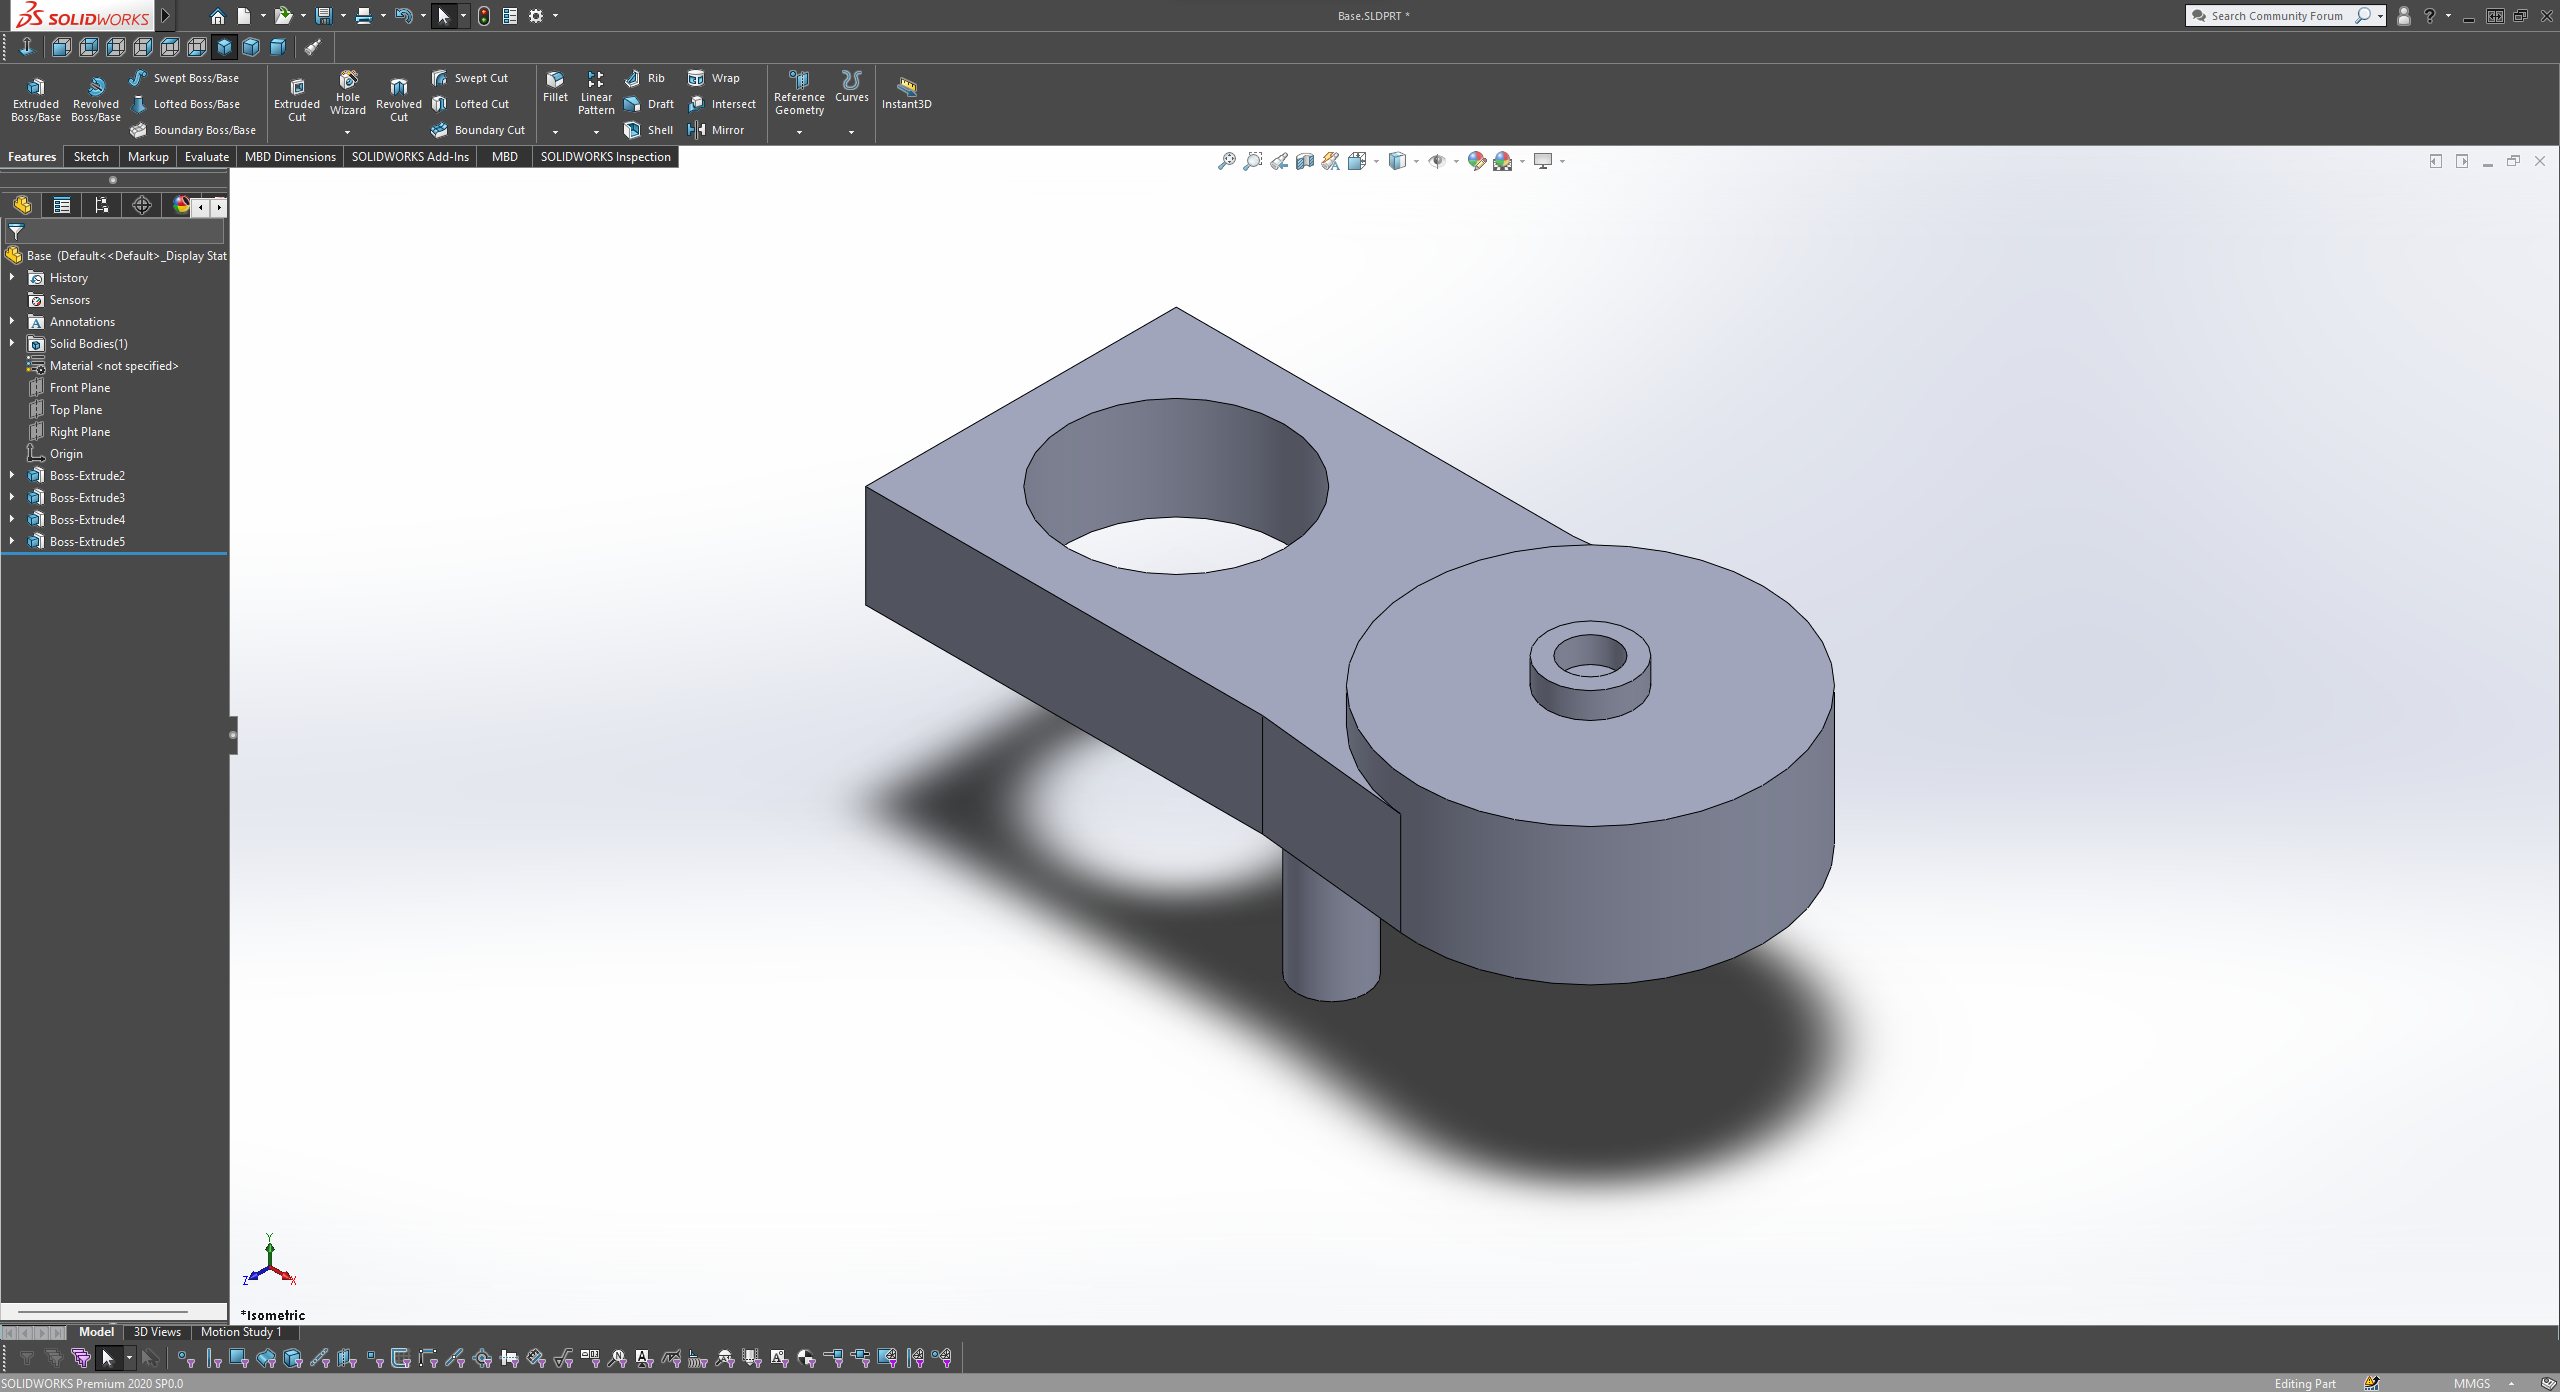 SOLIDWORKS
Base.SLDPRT *
Search Community Forum
Extruded Boss/Base
Revolved Boss/Base
Swept Boss/Base
Lofted Boss/Base
Boundary Boss/Base
Extruded Cut
Hole Wizard
Revolved Cut
Swept Cut
Lofted Cut
Boundary Cut
Fillet
Linear Pattern
Rib
Draft
Shell
Wrap
Intersect
Mirror
Reference Geometry
Curves
Instant3D
Features
Sketch
Markup
Evaluate
MBD Dimensions
SOLIDWORKS Add-Ins
MBD
SOLIDWORKS Inspection
Base (Default<<Default>_Display Stat
History
Sensors
Annotations
Solid Bodies(1)
Material <not specified>
Front Plane
Top Plane
Right Plane
Origin
Boss-Extrude2
Boss-Extrude3
Boss-Extrude4
Boss-Extrude5
Y
Z
X
*Isometric
Model
3D Views
Motion Study 1
SOLIDWORKS Premium 2020 SP0.0
Editing Part
MMGS